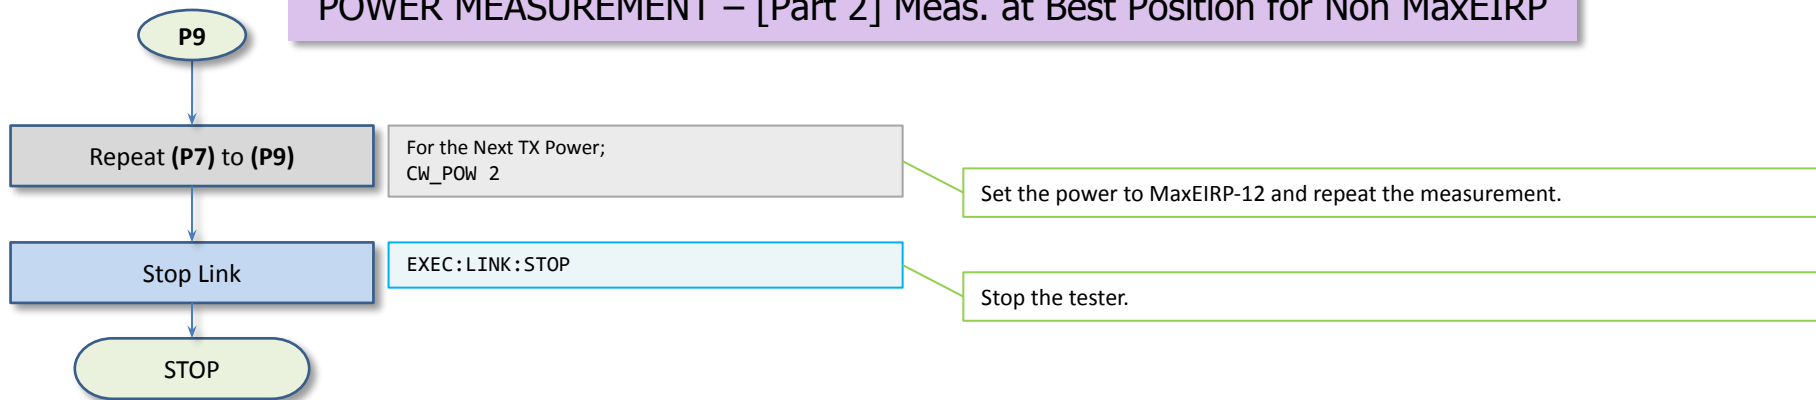 POWER MEASUREMENT – [Part 2] Meas. at Best Position for Non MaxEIRP
P9
Repeat (P7) to (P9)
For the Next TX Power;
CW_POW 2
Set the power to MaxEIRP-12 and repeat the measurement.
Stop Link
EXEC:LINK:STOP
Stop the tester.
STOP